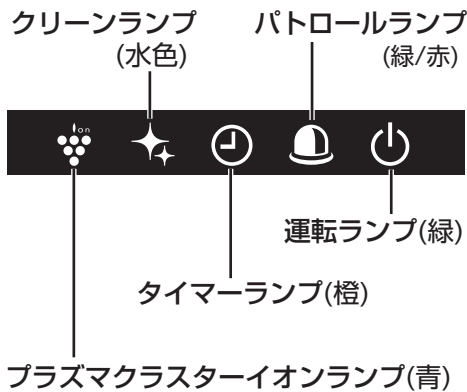 クリーンランプ
(水色)
パトロールランプ
(緑/赤)
ion
運転ランプ(緑)
タイマーランプ(橙)
プラズマクラスターイオンランプ(青)